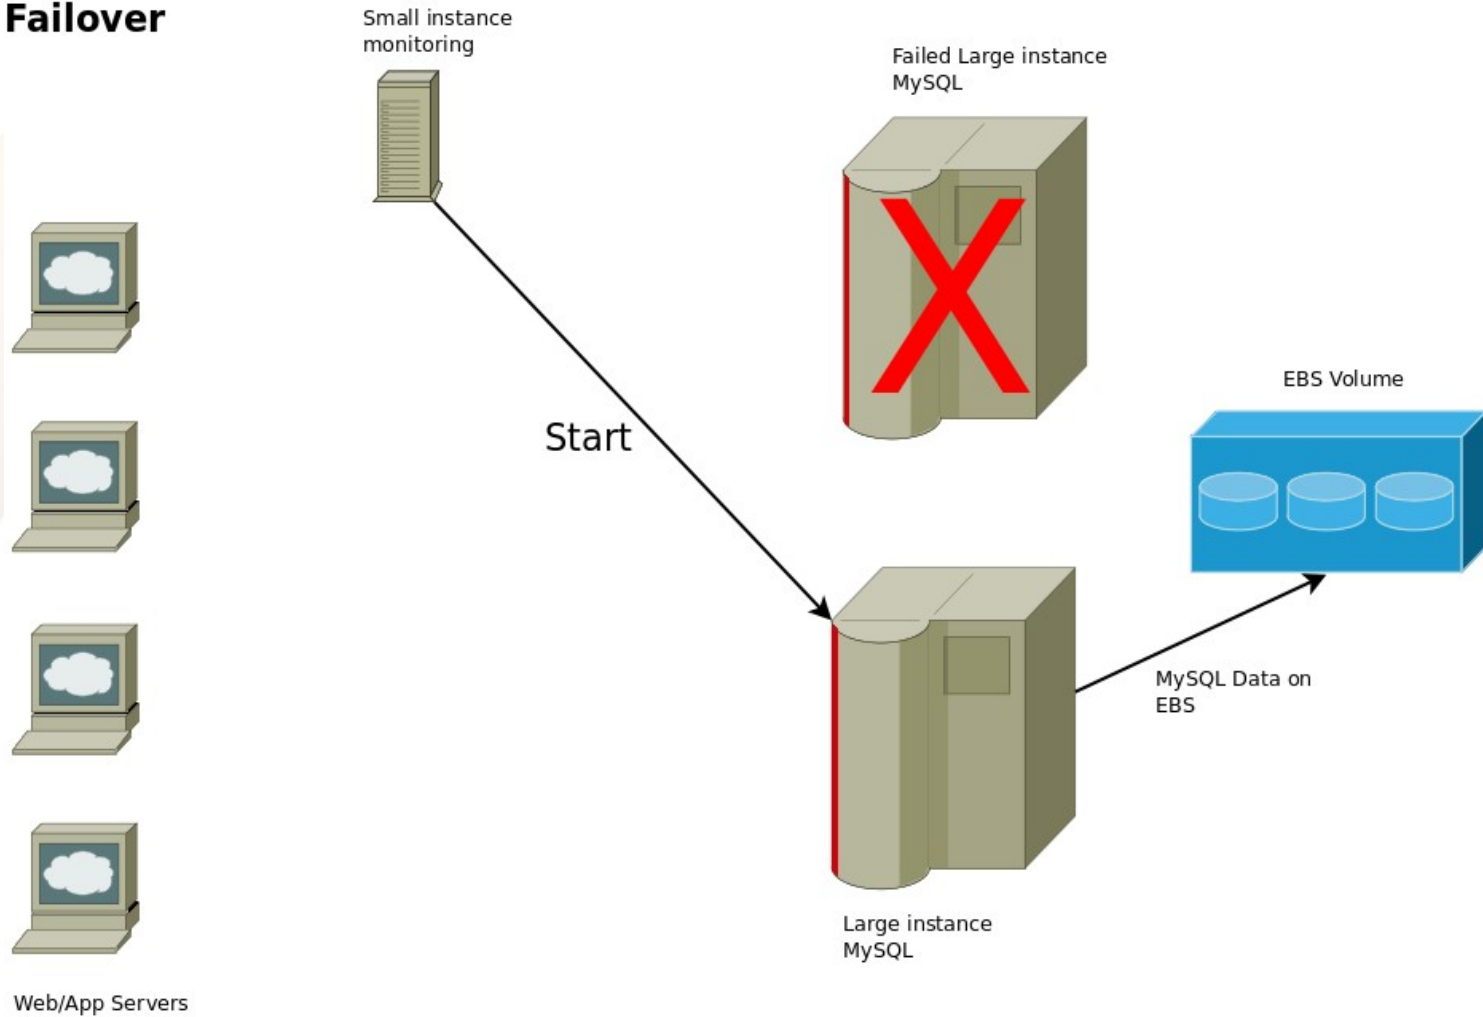 Failover
Small instance
monitoring
Failed Large instance
MySQL
EBS Volume
Start
MySQL Data on
EBS
Large instance
MySQL
Web/App Servers